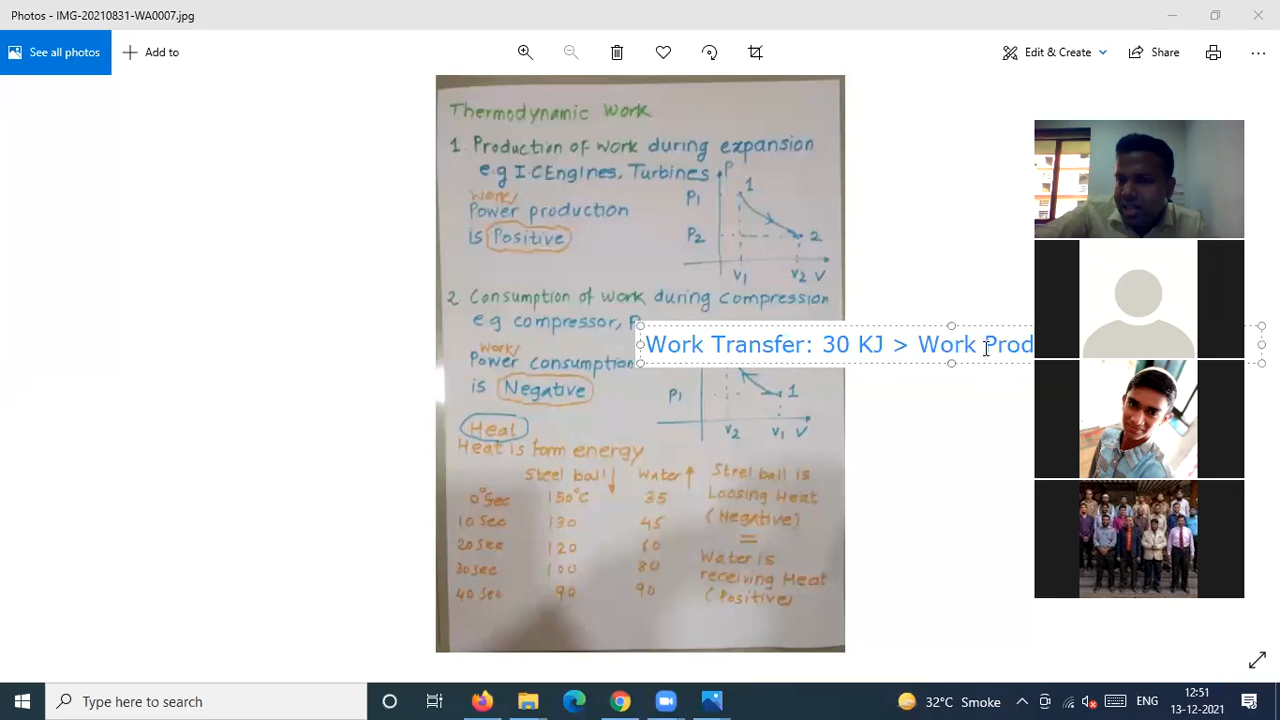 Photos - IMG-20210831-WA0007.jpg
See all photos
Add to
Edit & Create
Share
Thermodynamic Work
1. Production of work during expansion
e.g I.C Engines, Turbines
Work/
Power production
is Positive
P
P1
P2
1
2
V1
V2
V
2 Consumption of work during compression
e.g compressor, P
Work Transfer: 30 KJ > Work Prod
Work/
Power consumption
is Negative
P1
1
V2
V1
V
Heat
Heat is form energy
Steel ball ↓ Water ↑
0 Sec 150°C 35
10 Sec 130 45
20 Sec 120 60
30 Sec 100 80
40 Sec 90 90
Steel ball is
Loosing Heat
(Negative)
=
Water is
receiving Heat
(Positive)
Type here to search
32°C Smoke
ENG
12:51
13-12-2021